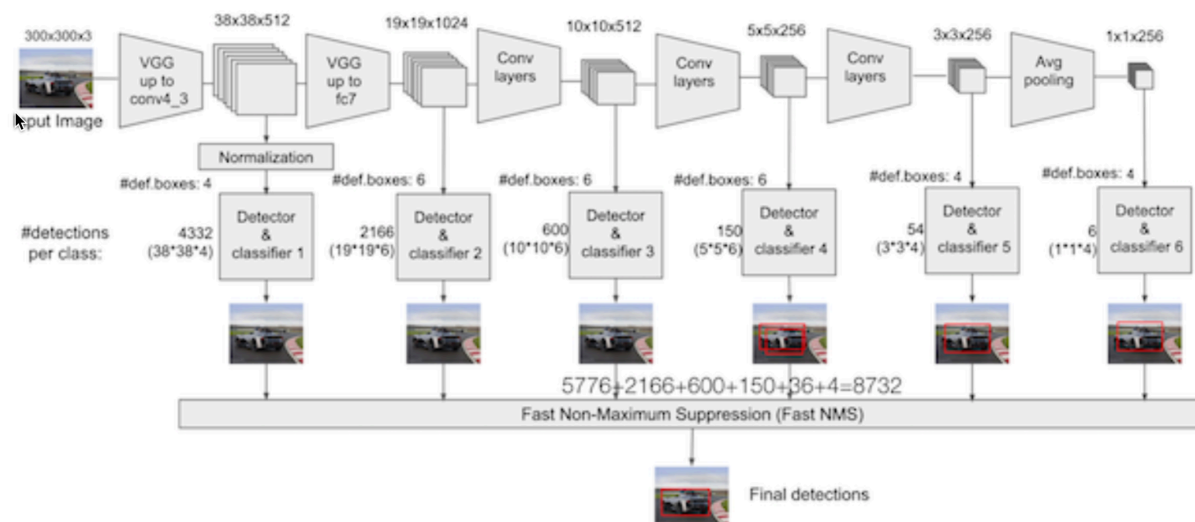 300x300x3
38x38x512
19x19x1024
10x10x512
5x5x256
3x3x256
1x1x256
VGG
up to
conv4_3
VGG
up to
fc7
Conv
layers
Conv
layers
Conv
layers
Avg
pooling
nput Image
Normalization
#def.boxes: 4
#def.boxes: 6
#def.boxes: 6
#def.boxes: 6
#def.boxes: 4
#def.boxes: 4
#detections
per class:
4332
(38*38*4)
Detector
&
classifier 1
2166
(19*19*6)
Detector
&
classifier 2
600
(10*10*6)
Detector
&
classifier 3
150
(5*5*6)
Detector
&
classifier 4
54
(3*3*4)
Detector
&
classifier 5
6
(1*1*4)
Detector
&
classifier 6
5776+2166+600+150+36+4=8732
Fast Non-Maximum Suppression (Fast NMS)
Final detections